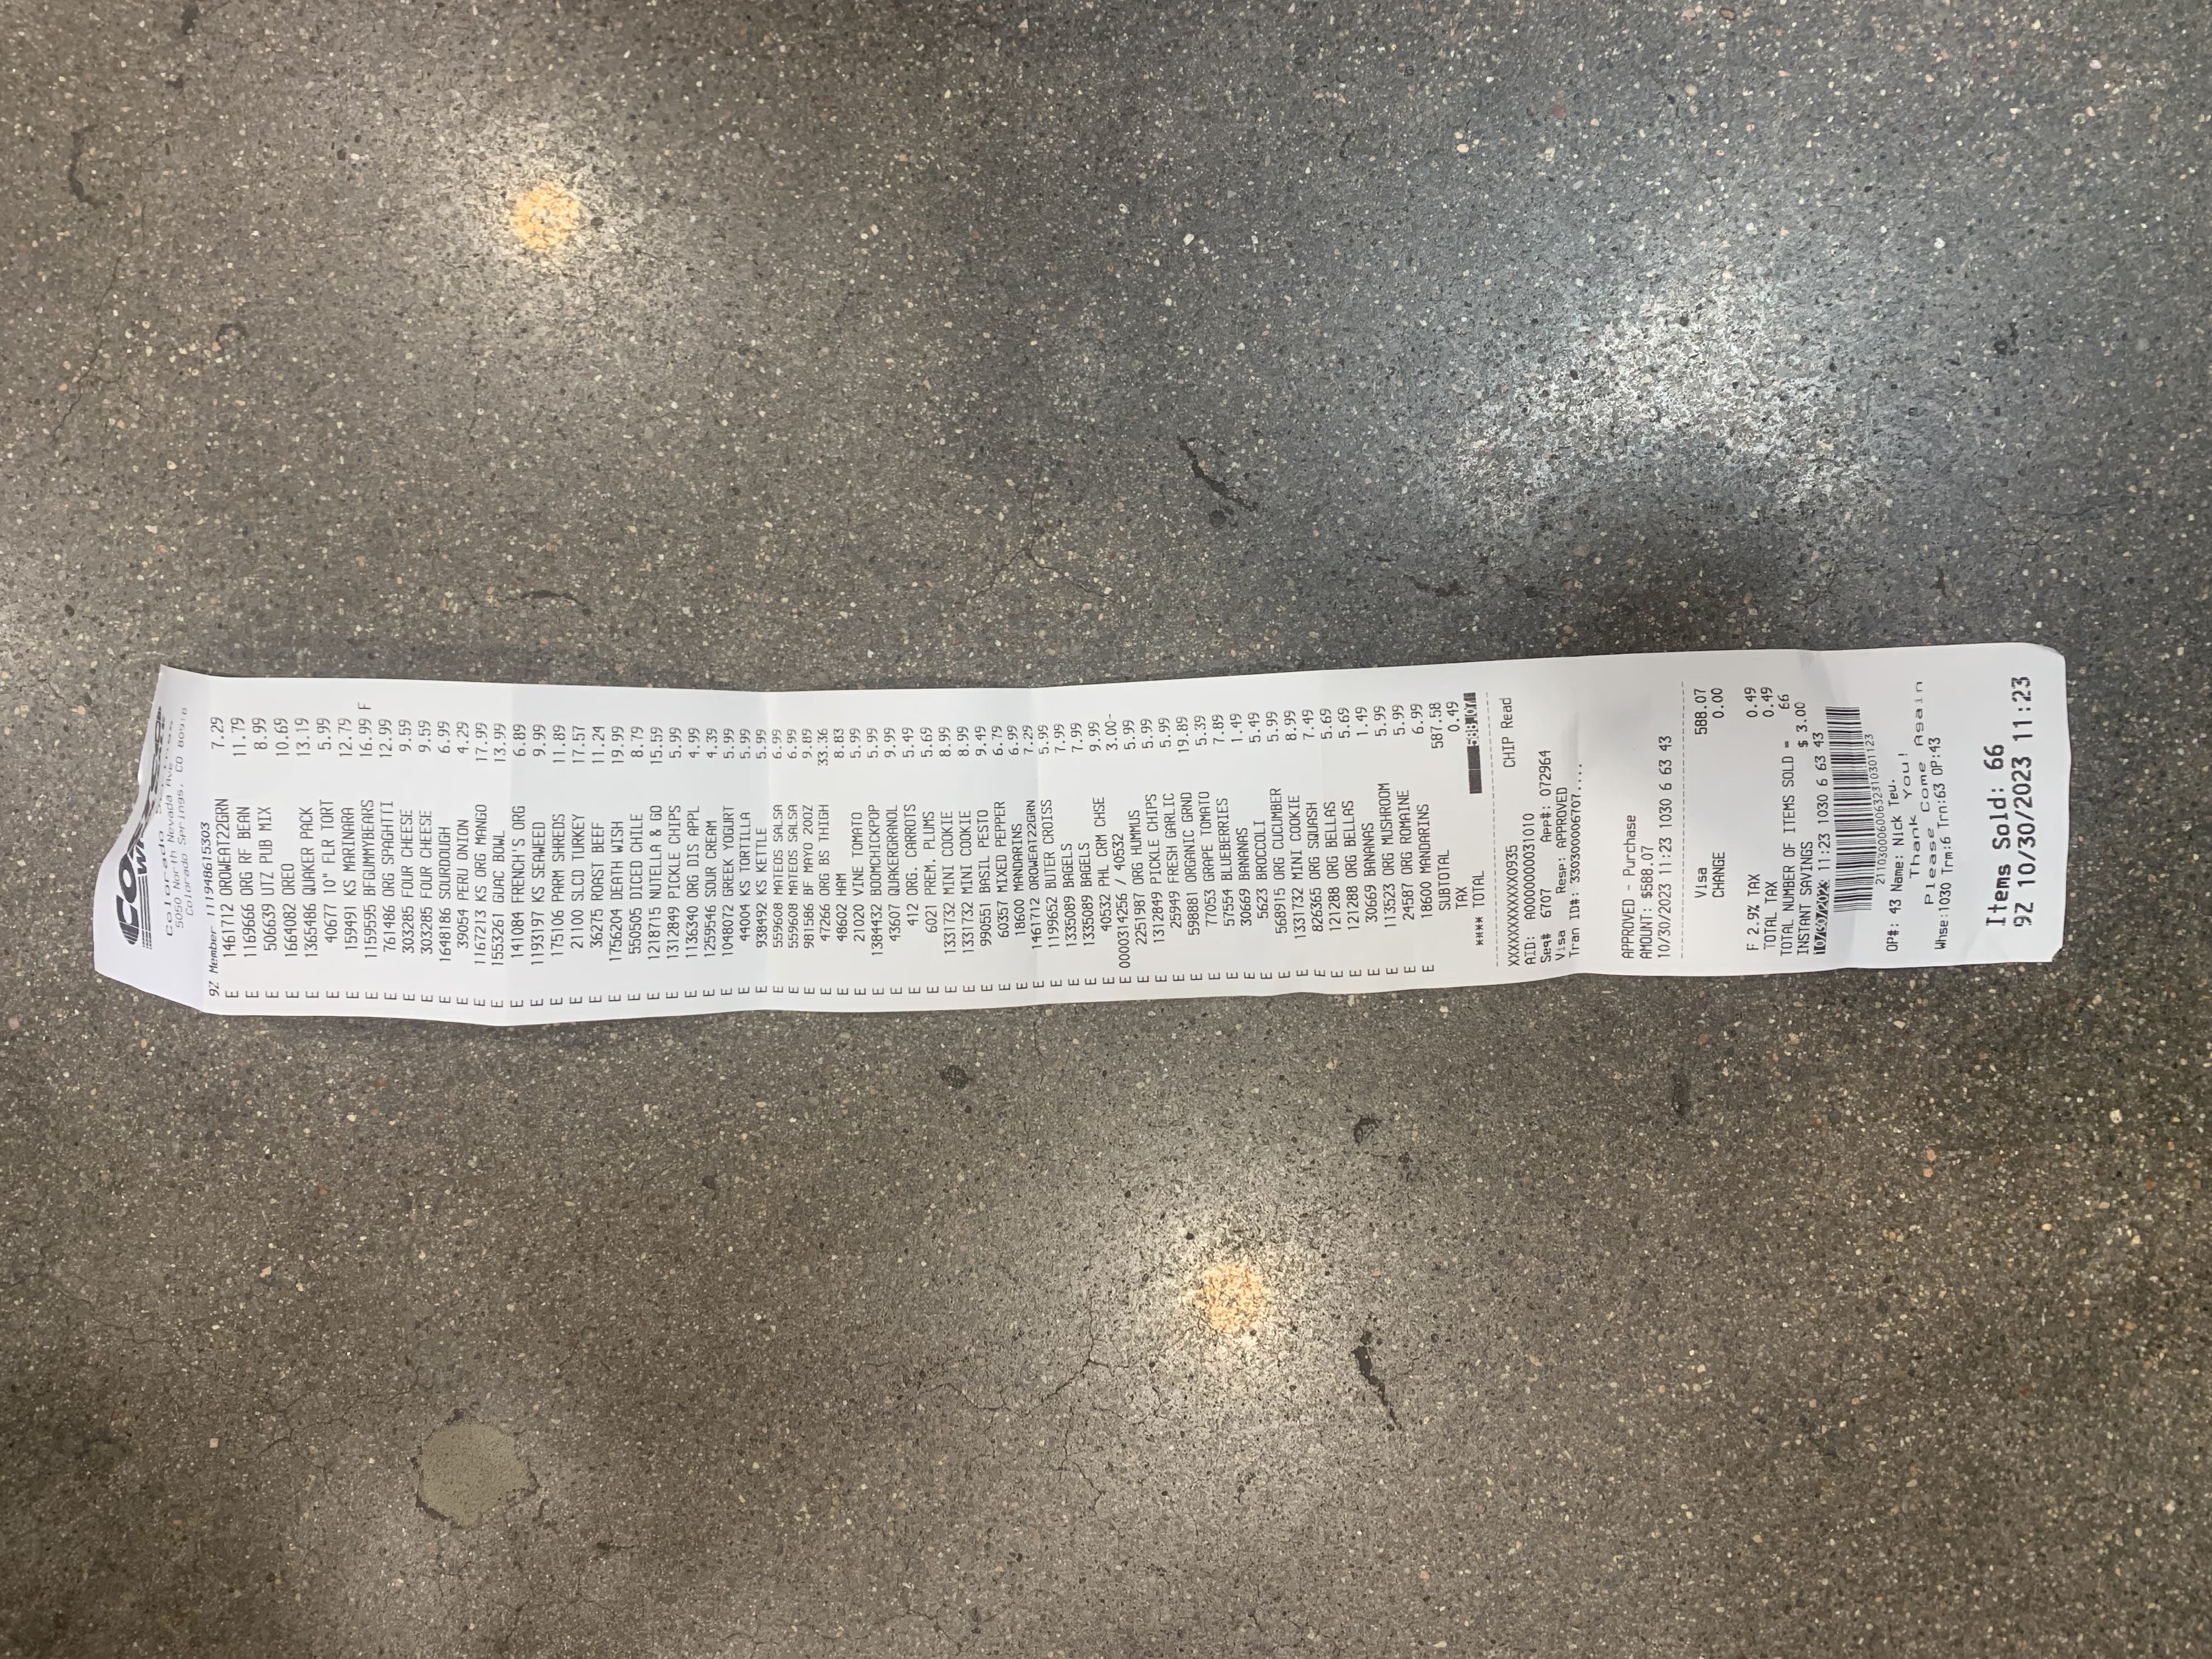 Colorado
5050 North Nevada Ave
Colorado Springs, CO
9Z Member 111948615303
E 1461712 OROWEAT22GRN 7.29
E 1169666 ORG RF BEAN 11.79
E 506639 UTZ PUB MIX 8.99
E 1664082 OREO 10.69
E 1365486 QUAKER PACK 13.19
E 40677 10" FLR TORT 5.99
E 159491 KS MARINARA 12.79
E 1159595 BFGUMMYBEARS 16.99 F
E 761486 ORG SPAGHTTI 12.99
E 303285 FOUR CHEESE 9.59
E 303285 FOUR CHEESE 9.59
E 1648186 SOURDOUGH 6.99
E 39054 PERU ONION 4.29
E 1167213 KS ORG MANGO 17.99
E 1553261 GUAC BOWL 13.99
E 141084 FRENCH'S ORG 6.89
E 1193197 KS SEAWEED 9.99
E 175106 PARM SHREDS 11.89
E 21100 SLCD TURKEY 17.57
E 36275 ROAST BEEF 11.24
E 1756204 DEATH WISH 19.99
E 550505 DICED CHILE 8.79
E 1218715 NUTELLA & GO 15.59
E 1312849 PICKLE CHIPS 5.99
E 1136340 ORG DIS APPL 4.99
E 1259546 SOUR CREAM 4.39
E 1048072 GREEK YOGURT 5.99
E 44004 KS TORTILLA 5.99
E 938492 KS KETTLE 5.99
E 559608 MATEOS SALSA 6.99
E 559608 MATEOS SALSA 6.99
E 981586 BF MAYO 20OZ 9.89
E 47266 ORG BS THIGH 33.36
E 48602 HAM 8.83
E 21020 VINE TOMATO 5.99
E 1384432 BOOMCHICKPOP 5.99
E 43607 QUAKERGRANOL 9.99
E 412 ORG. CARROTS 5.49
E 6021 PREM. PLUMS 5.69
E 1331732 MINI COOKIE 8.99
E 1331732 MINI COOKIE 8.99
E 990551 BASIL PESTO 9.49
E 60357 MIXED PEPPER 6.79
E 18600 MANDARINS 6.99
E 1461712 OROWEAT22GRN 7.29
E 1199652 BUTER CROISS 5.99
E 1335089 BAGELS 7.99
E 1335089 BAGELS 7.99
E 40532 PHL CRM CHSE 9.99
E 0000314256 / 40532 3.00-
E 2251987 ORG HUMMUS 5.99
E 1312849 PICKLE CHIPS 5.99
E 25949 FRESH GARLIC 5.99
E 598881 ORGANIC GRND 19.89
E 77053 GRAPE TOMATO 5.39
E 57554 BLUEBERRIES 7.89
E 30669 BANANAS 1.49
E 5623 BROCCOLI 5.49
E 568915 ORG CUCUMBER 5.99
E 1331732 MINI COOKIE 8.99
E 826365 ORG SQUASH 7.49
E 121288 ORG BELLAS 5.69
E 121288 ORG BELLAS 5.69
E 30669 BANANAS 1.49
E 113523 ORG MUSHROOM 5.99
E 24587 ORG ROMAINE 5.99
E 18600 MANDARINS 6.99
SUBTOTAL 587.58
TAX 0.49
**** TOTAL 588.07
XXXXXXXXXXXX0935 CHIP Read
AID: A0000000031010
Seq# 6707 App#: 072964
Visa Resp: APPROVED
Tran ID#: 330300006707....
APPROVED - Purchase
AMOUNT: $588.07
10/30/2023 11:23 1030 6 63 43
Visa 588.07
CHANGE 0.00
F 2.9% TAX 0.49
TOTAL TAX 0.49
TOTAL NUMBER OF ITEMS SOLD = 66
INSTANT SAVINGS $ 3.00
10/30/2023 11:23 1030 6 63 43
21103000600632310301123
OP#: 43 Name: Nick Teu.
Thank You!
Please Come Again
Whse:1030 Trm:6 Trn:63 OP:43
Items Sold: 66
9Z 10/30/2023 11:23